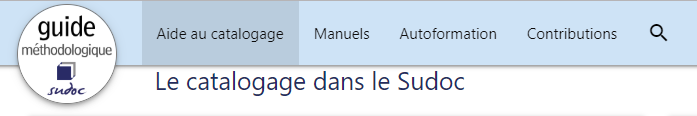 guide
méthodologique
sudoc
Aide au catalogage
Manuels
Autoformation
Contributions
Le catalogage dans le Sudoc